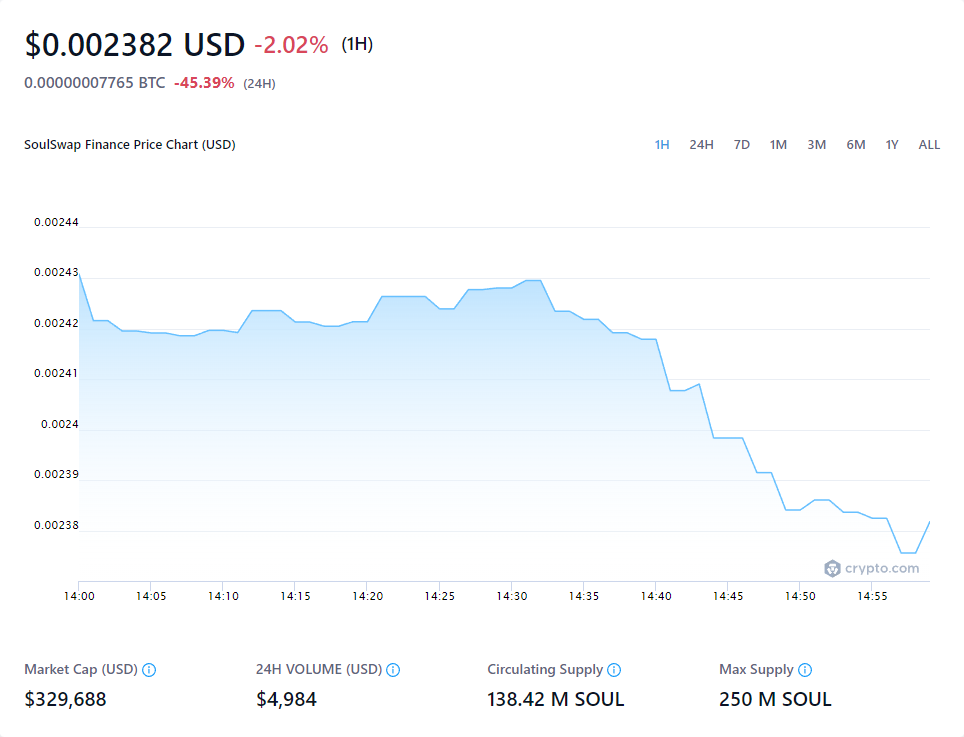 $0.002382 USD -2.02% (1H)
0.00000007765 BTC -45.39% (24H)
SoulSwap Finance Price Chart (USD) 1H 24H 7D 1M 3M 6M 1Y ALL
0.00244
0.00243
0.00242
0.00241
0.0024
0.00239
0.00238
crypto.com
14:00 14:05 14:10 14:15 14:20 14:25 14:30 14:35 14:40 14:45 14:50 14:55
Market Cap (USD) 24H VOLUME (USD) Circulating Supply Max Supply
$329,688 $4,984 138.42 M SOUL 250 M SOUL